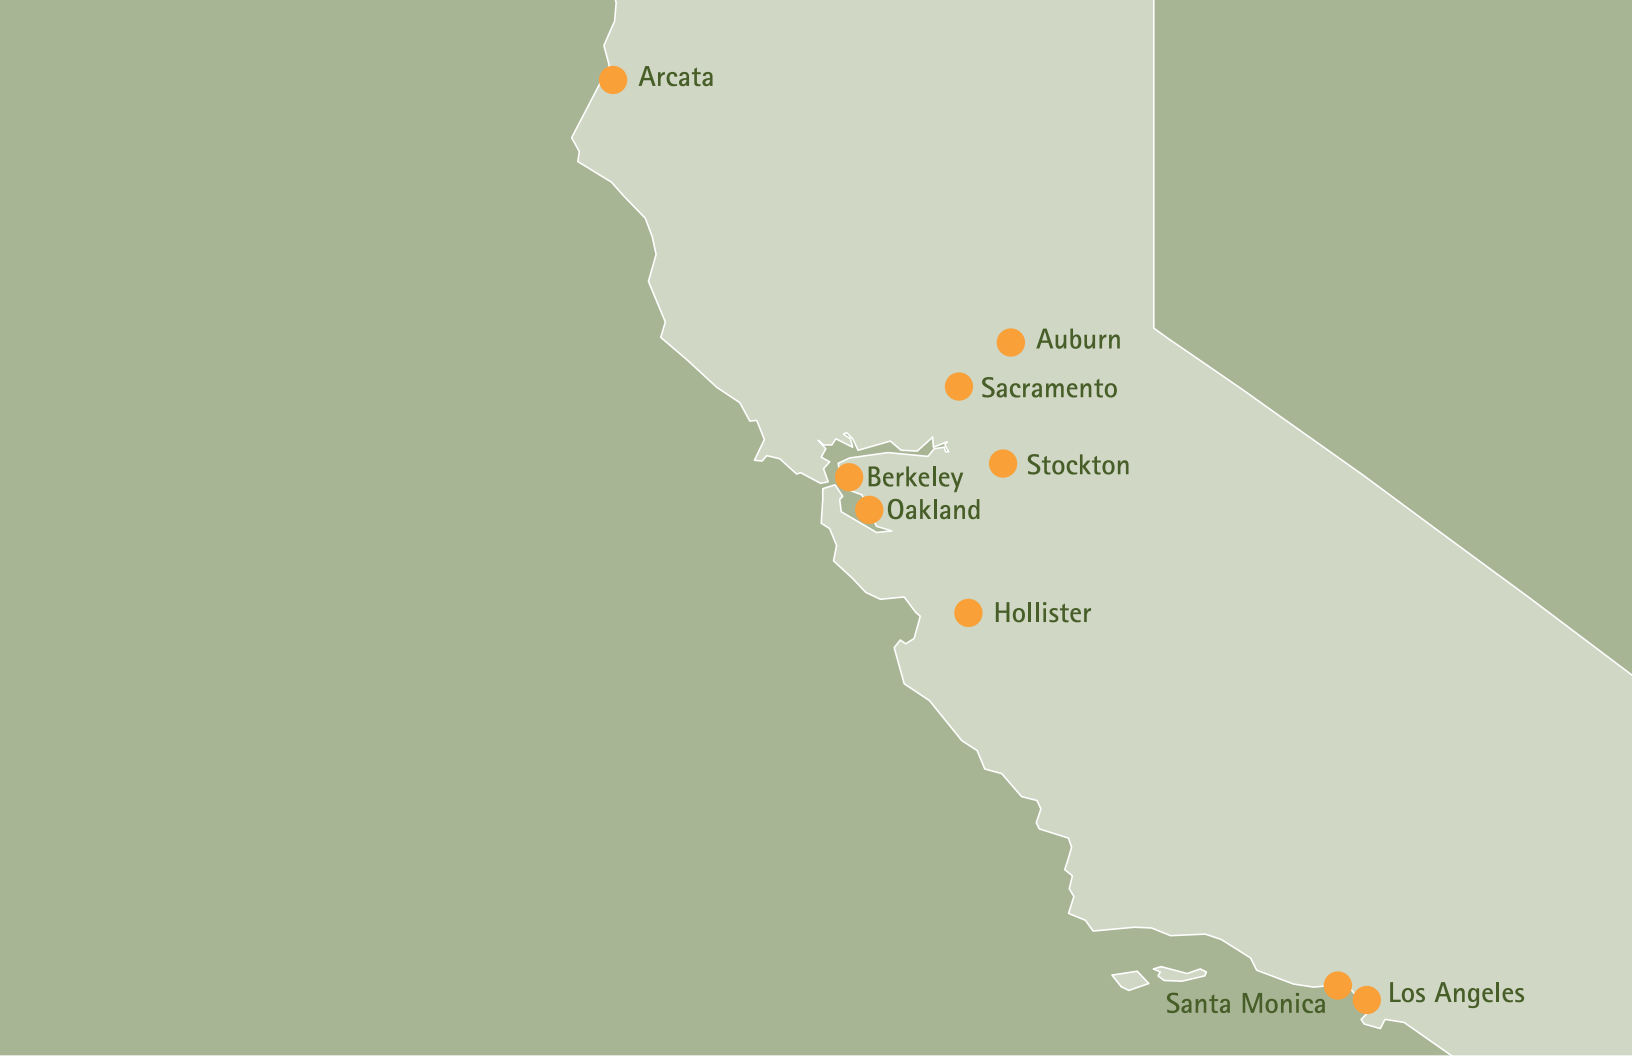 Arcata
Auburn
Sacramento
Stockton
Berkeley
Oakland
Hollister
Los Angeles
Santa Monica